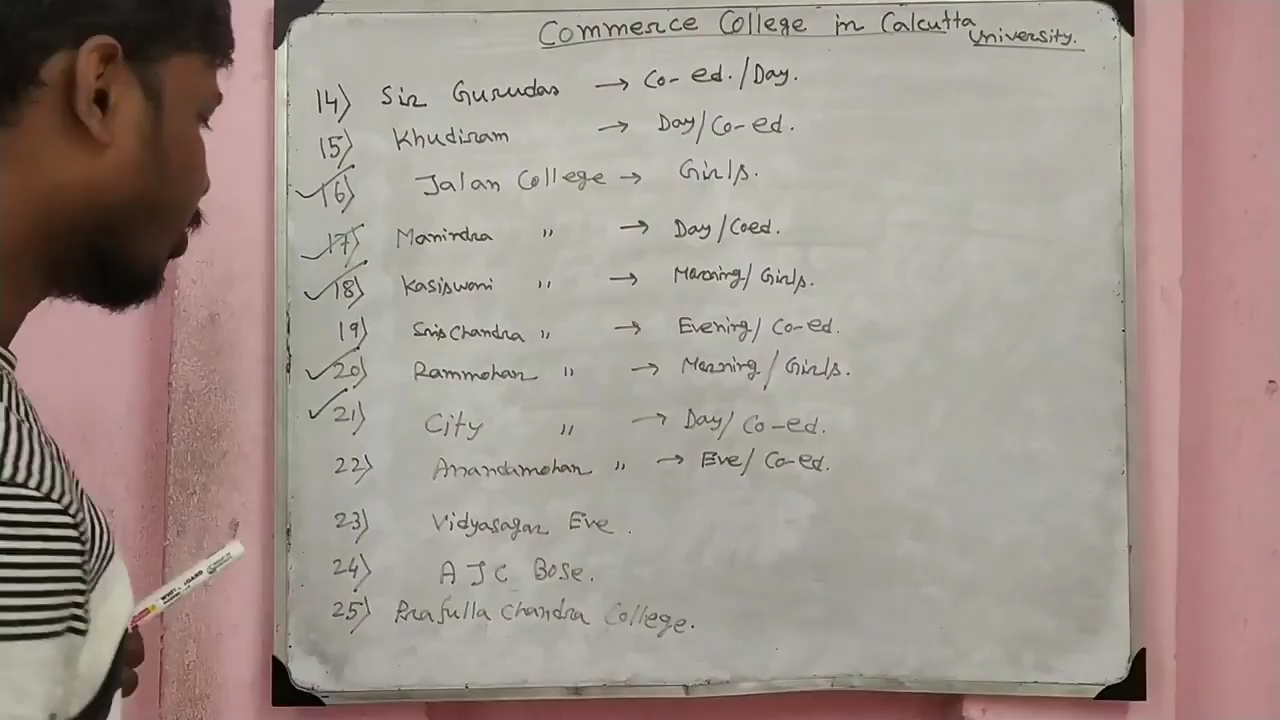 Commerce College in Calcutta University.
14) Sir Gurudas → Co-ed./Day.
15) Khudiram → Day/Co-ed.
16) Jalan College → Girls.
17) Manindra " → Day/Coed.
18) Kasiswari " → Morning/Girls.
19) Sris Chandra " → Evening/Co-ed.
20) Rammohan " → Morning/Girls.
21) City " → Day/Co-ed.
22) Anandamohan " → Eve/Co-ed.
23) Vidyasagar Eve.
24) A J C Bose.
25) Prafulla Chandra College.